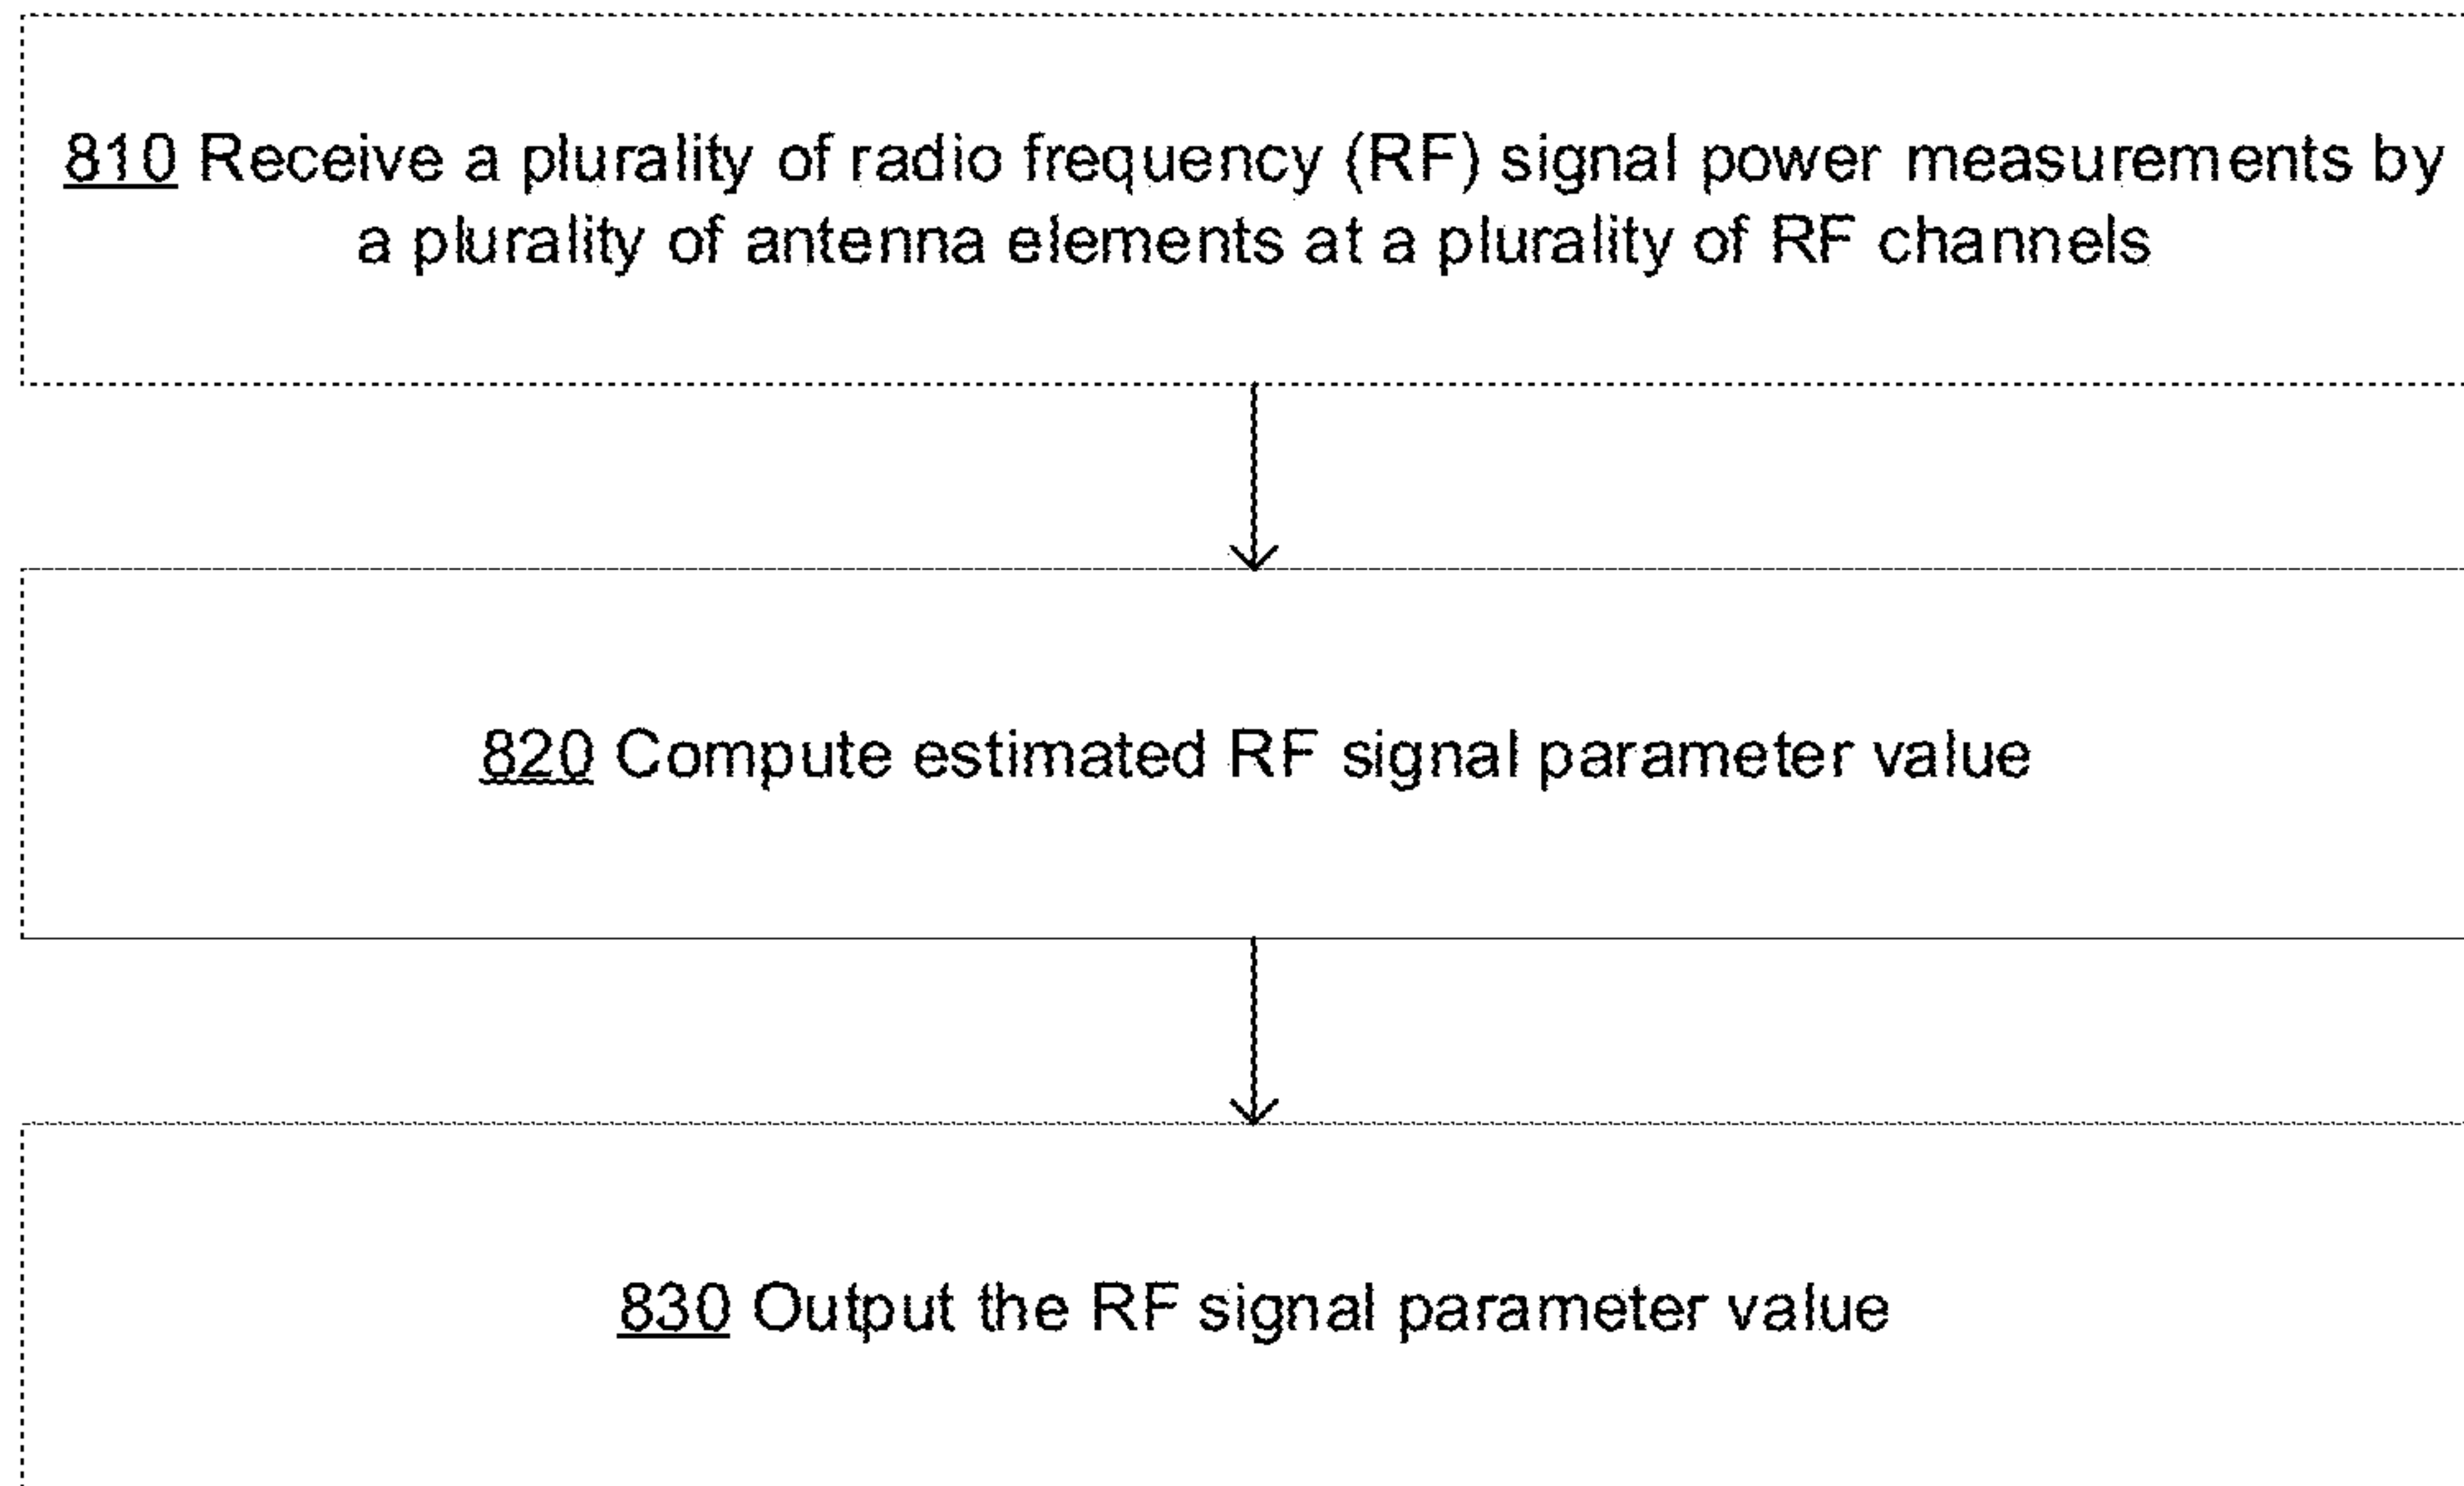 810 Receive a plurality of radio frequency (RF) signal power measurements by
a plurality of antenna elements at a plurality of RF channels
820 Compute estimated RF signal parameter value
830 Output the RF signal parameter value